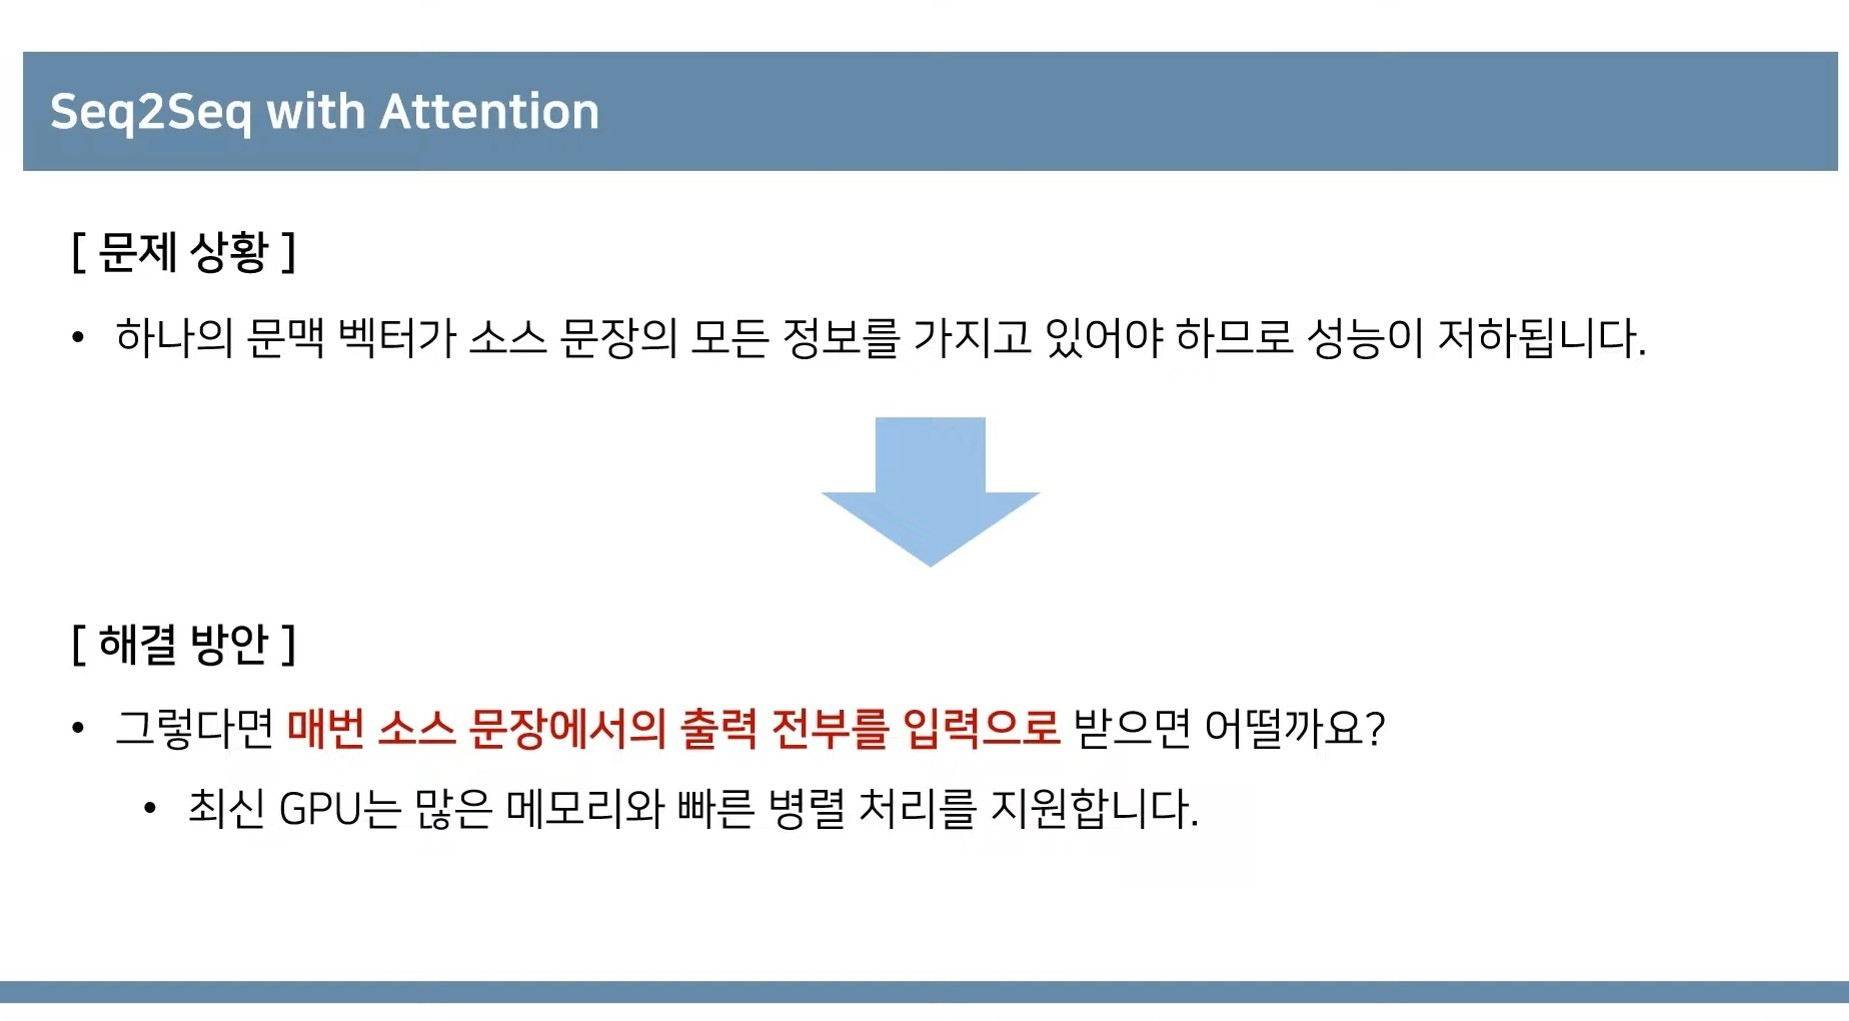 Seq2Seq with Attention
[ 문제 상황 ]
• 하나의 문맥 벡터가 소스 문장의 모든 정보를 가지고 있어야 하므로 성능이 저하됩니다.
[ 해결 방안 ]
• 그렇다면 매번 소스 문장에서의 출력 전부를 입력으로 받으면 어떨까요?
• 최신 GPU는 많은 메모리와 빠른 병렬 처리를 지원합니다.